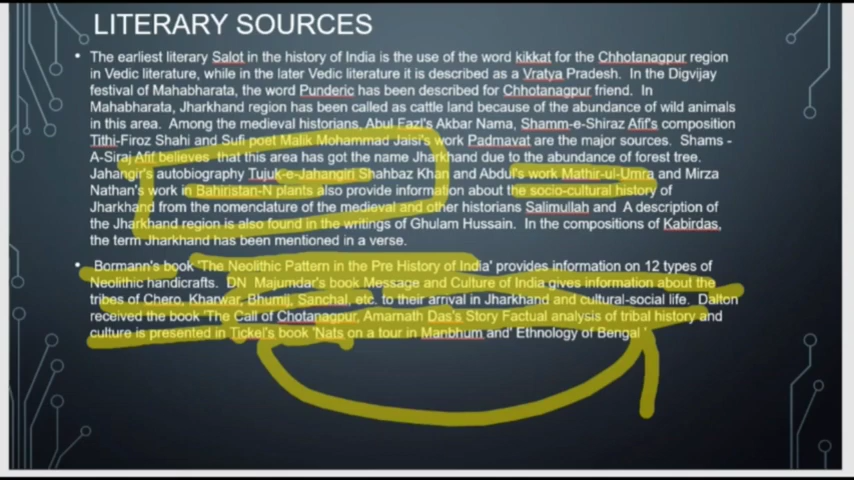 LITERARY SOURCES
• The earliest literary Salot in the history of India is the use of the word kikkat for the Chhotanagpur region
in Vedic literature, while in the later Vedic literature it is described as a Vratya Pradesh. In the Digvijay
festival of Mahabharata, the word Punderic has been described for Chhotanagpur friend. In
Mahabharata, Jharkhand region has been called as cattle land because of the abundance of wild animals
in this area. Among the medieval historians, Abul Fazl's Akbar Nama, Shamm-e-Shiraz Afif's composition
Tithi-Firoz Shahi and Sufi poet Malik Mohammad Jaisi's work Padmavat are the major sources. Shams -
A-Siraj Afif believes that this area has got the name Jharkhand due to the abundance of forest tree.
Jahangir's autobiography Tujuk-e-Jahangiri Shahbaz Khan and Abdul's work Mathir-ul-Umra and Mirza
Nathan's work in Bahiristan-N plants also provide information about the socio-cultural history of
Jharkhand from the nomenclature of the medieval and other historians Salimullah and A description of
the Jharkhand region is also found in the writings of Ghulam Hussain. In the compositions of Kabirdas,
the term Jharkhand has been mentioned in a verse.
• Bormann's book 'The Neolithic Pattern in the Pre History of India' provides information on 12 types of
Neolithic handicrafts. DN Majumdar's book Message and Culture of India gives information about the
tribes of Chero, Kharwar, Bhumij, Sanchal, etc. to their arrival in Jharkhand and cultural-social life. Dalton
received the book 'The Call of Chotanagpur, Amarnath Das's Story Factual analysis of tribal history and
culture is presented in Tickei's book 'Nats on a tour in Manbhum and' Ethnology of Bengal '